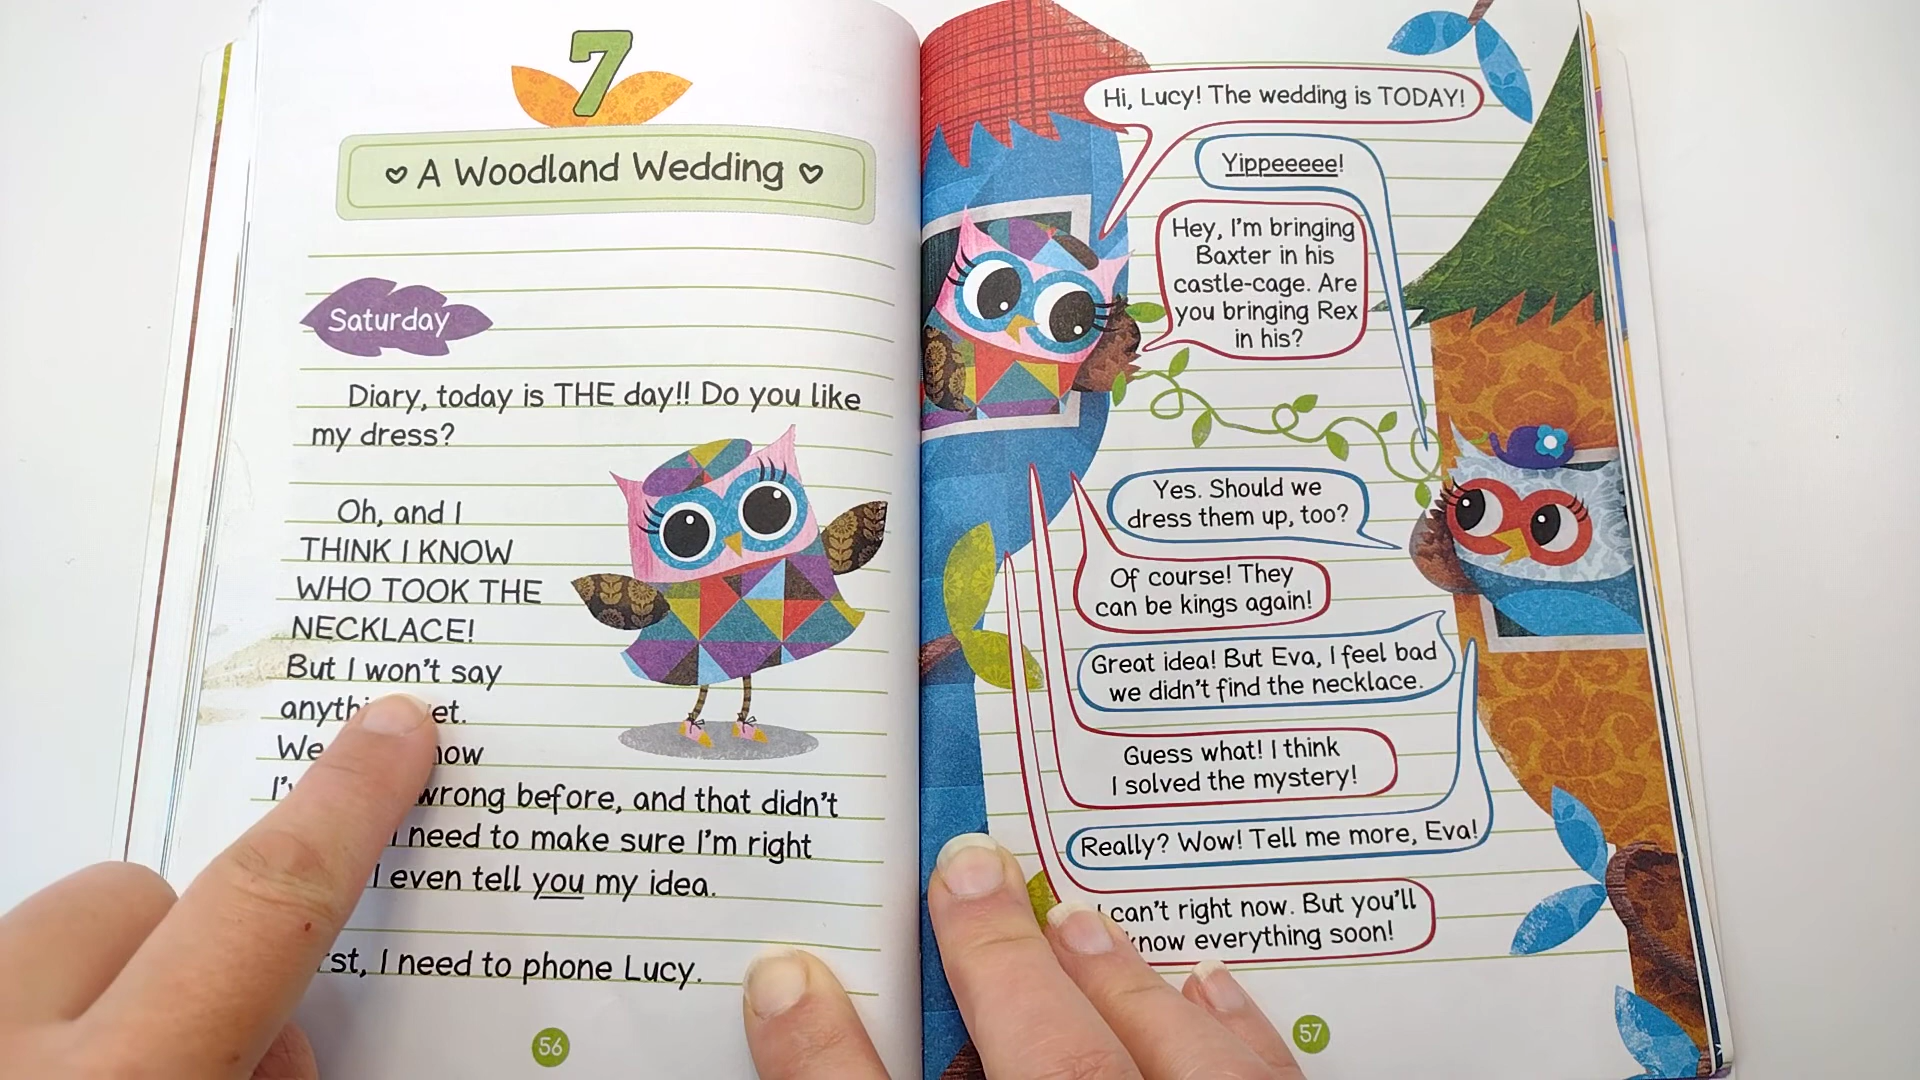 7
A Woodland Wedding
Saturday
Diary, today is THE day!! Do you like
my dress?
Oh, and I
THINK I KNOW
WHO TOOK THE
NECKLACE!
But I won't say
We
wrong before, and that didn't
I need to make sure I'm right
I even tell you my idea.
I need to phone Lucy.
56
Hi, Lucy! The wedding is TODAY!
Yippeeeee!
Hey, I'm bringing
Baxter in his
castle-cage. Are
you bringing Rex
in his?
Yes. Should we
dress them up, too?
Of course! They
can be kings again!
Great idea! But Eva, I feel bad
we didn't find the necklace.
Guess what! I think
I solved the mystery!
Really? Wow! Tell me more, Eva!
I can't right now. But you'll
know everything soon!
57